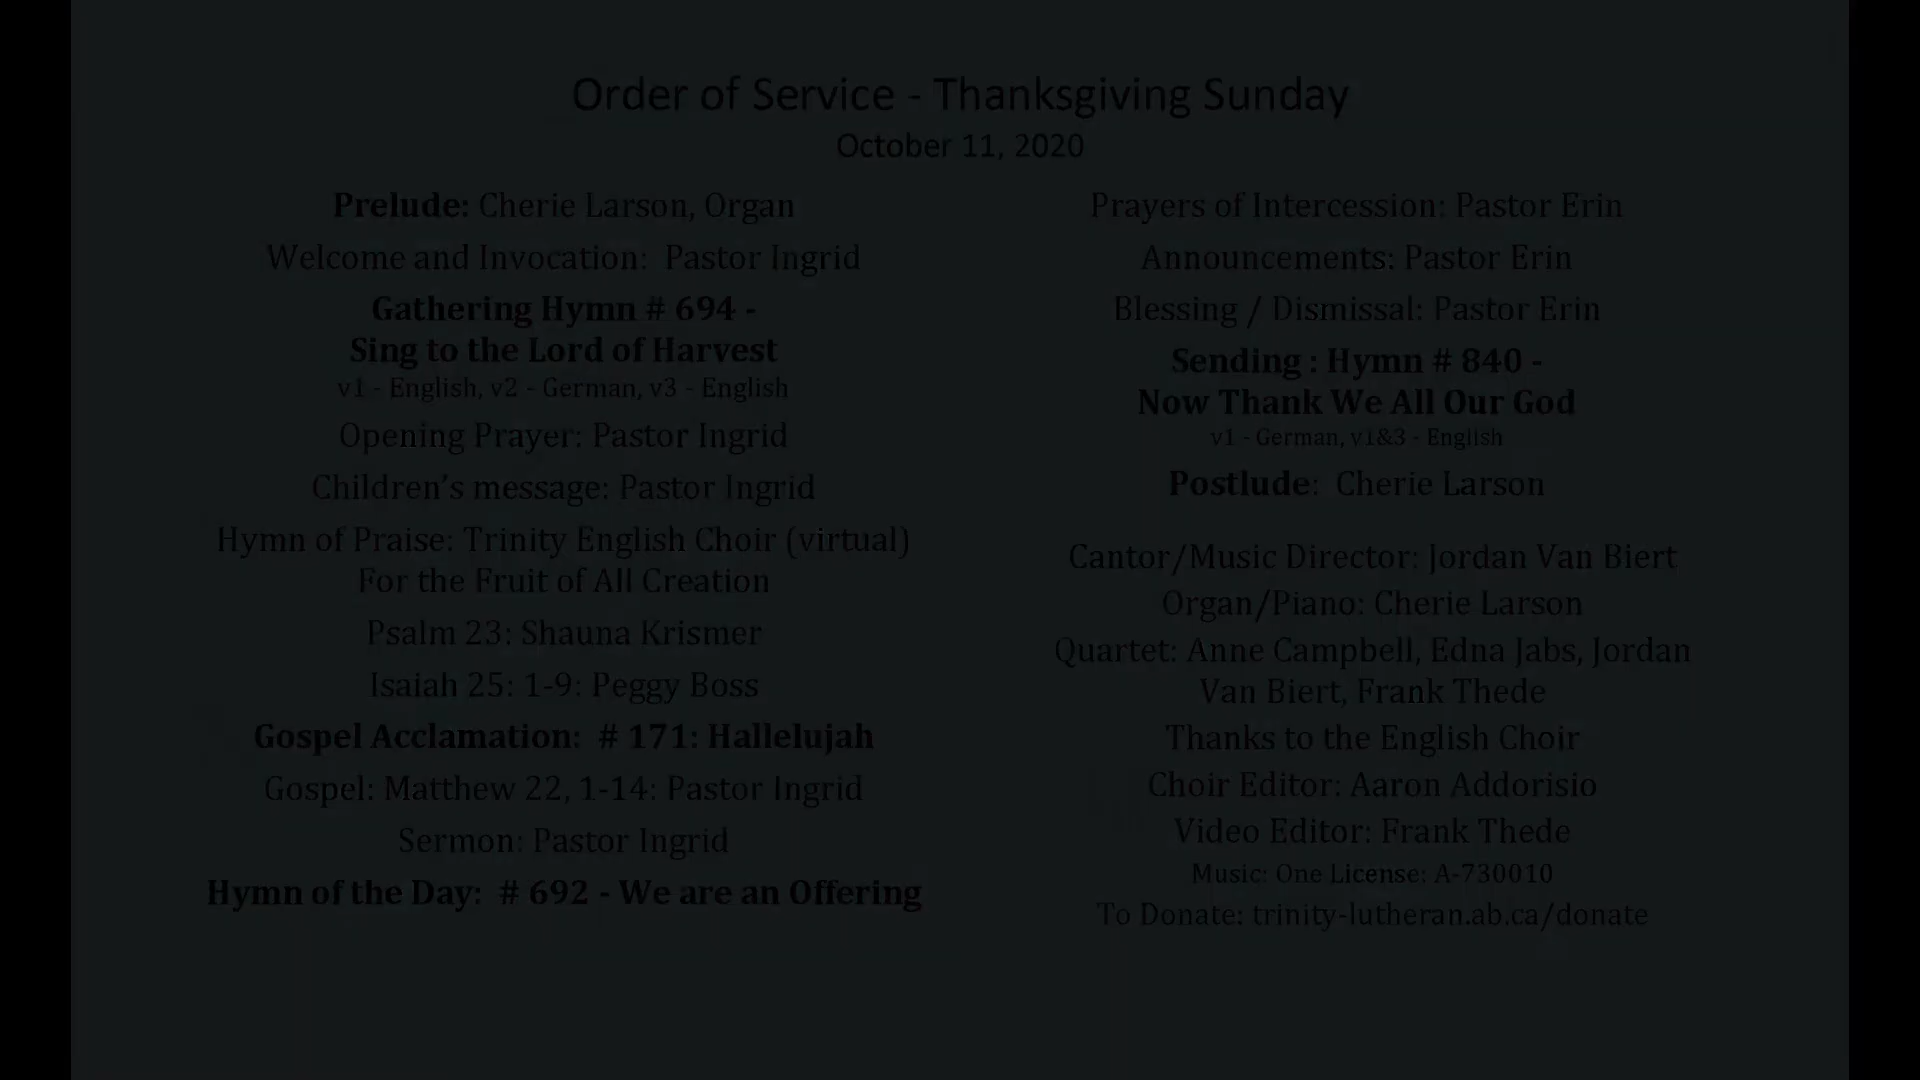 Order of Service - Thanksgiving Sunday
October 11, 2020
Prelude: Cherie Larson, Organ
Welcome and Invocation: Pastor Ingrid
Gathering Hymn # 694 -
Sing to the Lord of Harvest
v1 - English, v2 - German, v3 - English
Opening Prayer: Pastor Ingrid
Children’s message: Pastor Ingrid
Hymn of Praise: Trinity English Choir (virtual)
For the Fruit of All Creation
Psalm 23: Shauna Krismer
Isaiah 25: 1-9: Peggy Boss
Gospel Acclamation: # 171: Hallelujah
Gospel: Matthew 22, 1-14: Pastor Ingrid
Sermon: Pastor Ingrid
Hymn of the Day: # 692 - We are an Offering
Prayers of Intercession: Pastor Erin
Announcements: Pastor Erin
Blessing / Dismissal: Pastor Erin
Sending : Hymn # 840 -
Now Thank We All Our God
v1 - German, v1&3 - English
Postlude: Cherie Larson
Cantor/Music Director: Jordan Van Biert
Organ/Piano: Cherie Larson
Quartet: Anne Campbell, Edna Jabs, Jordan
Van Biert, Frank Thede
Thanks to the English Choir
Choir Editor: Aaron Addorisio
Video Editor: Frank Thede
Music: One License: A-730010
To Donate: trinity-lutheran.ab.ca/donate